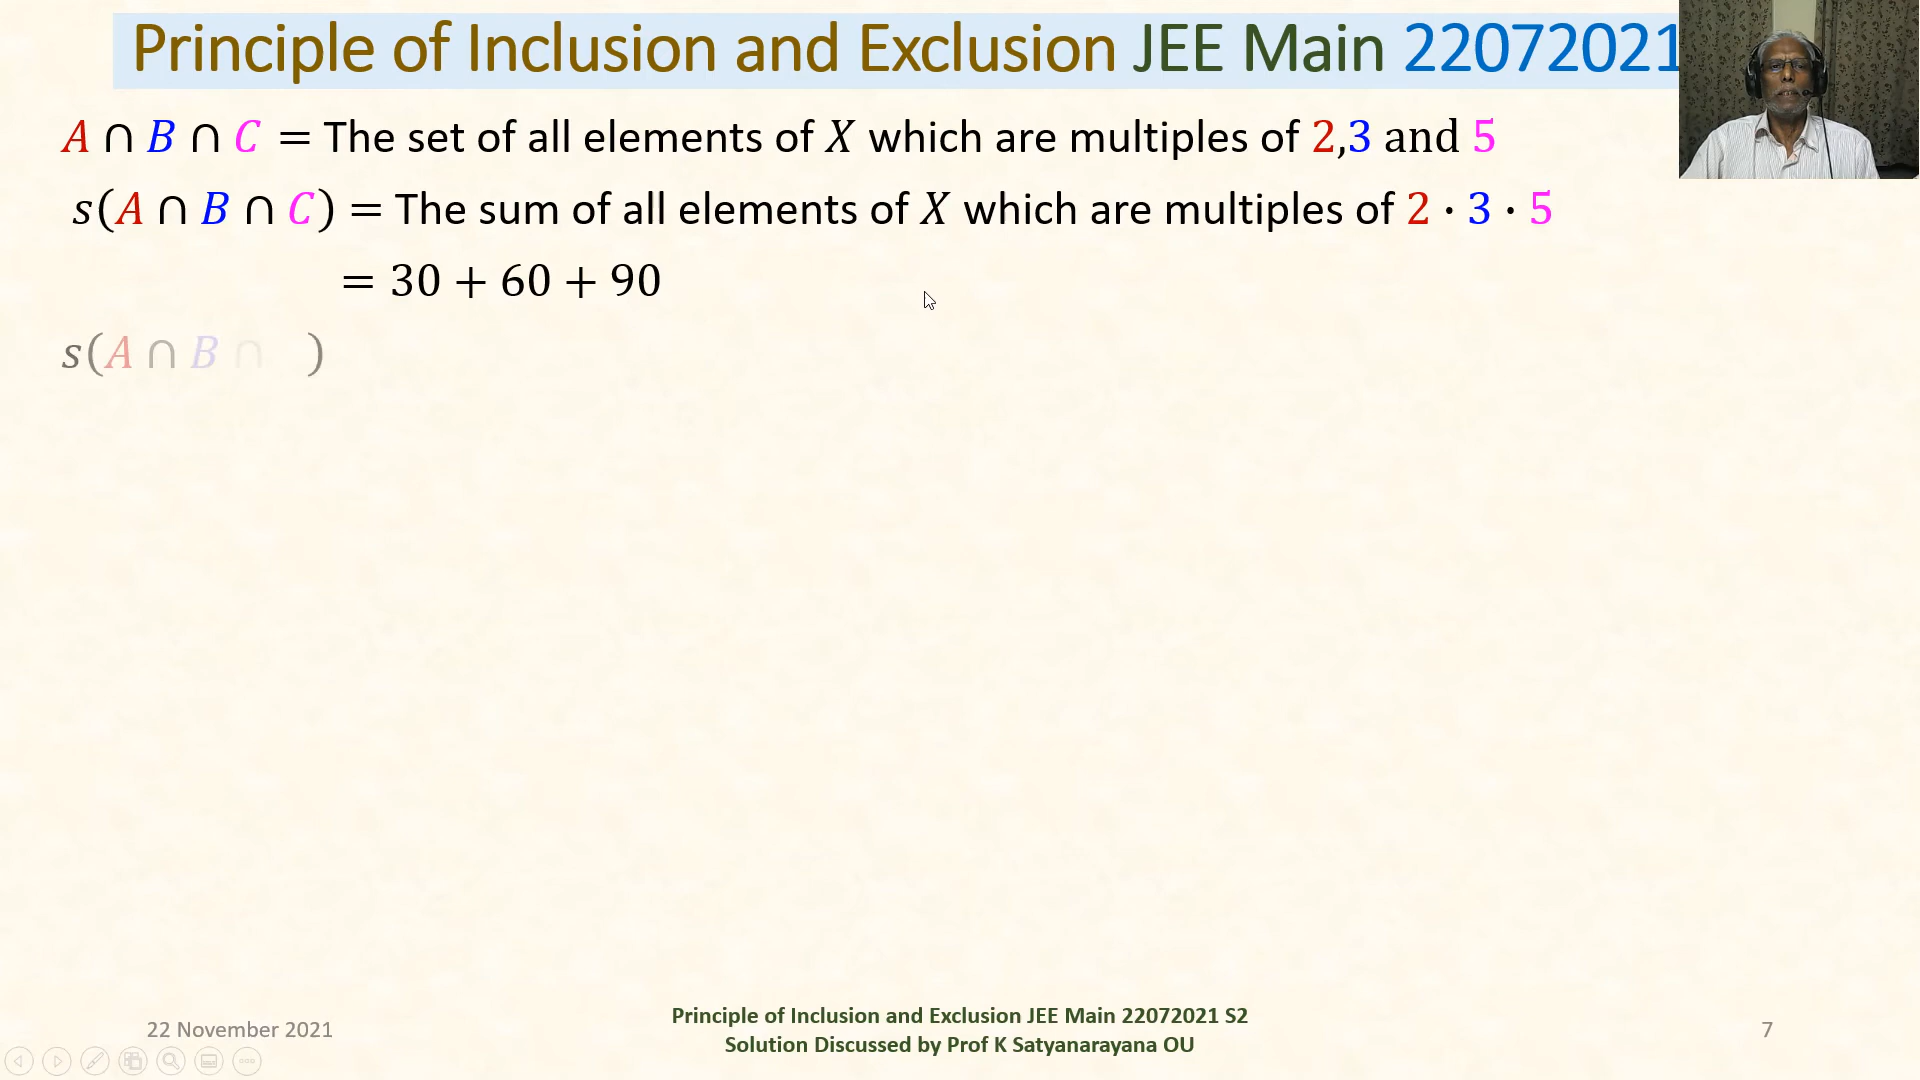 Principle of Inclusion and Exclusion JEE Main 22072021
A ∩ B ∩ C = The set of all elements of X which are multiples of 2,3 and 5
s(A ∩ B ∩ C) = The sum of all elements of X which are multiples of 2 · 3 · 5
= 30 + 60 + 90
s(A ∩ B ∩ )
22 November 2021
Principle of Inclusion and Exclusion JEE Main 22072021 S2
Solution Discussed by Prof K Satyanarayana OU
7